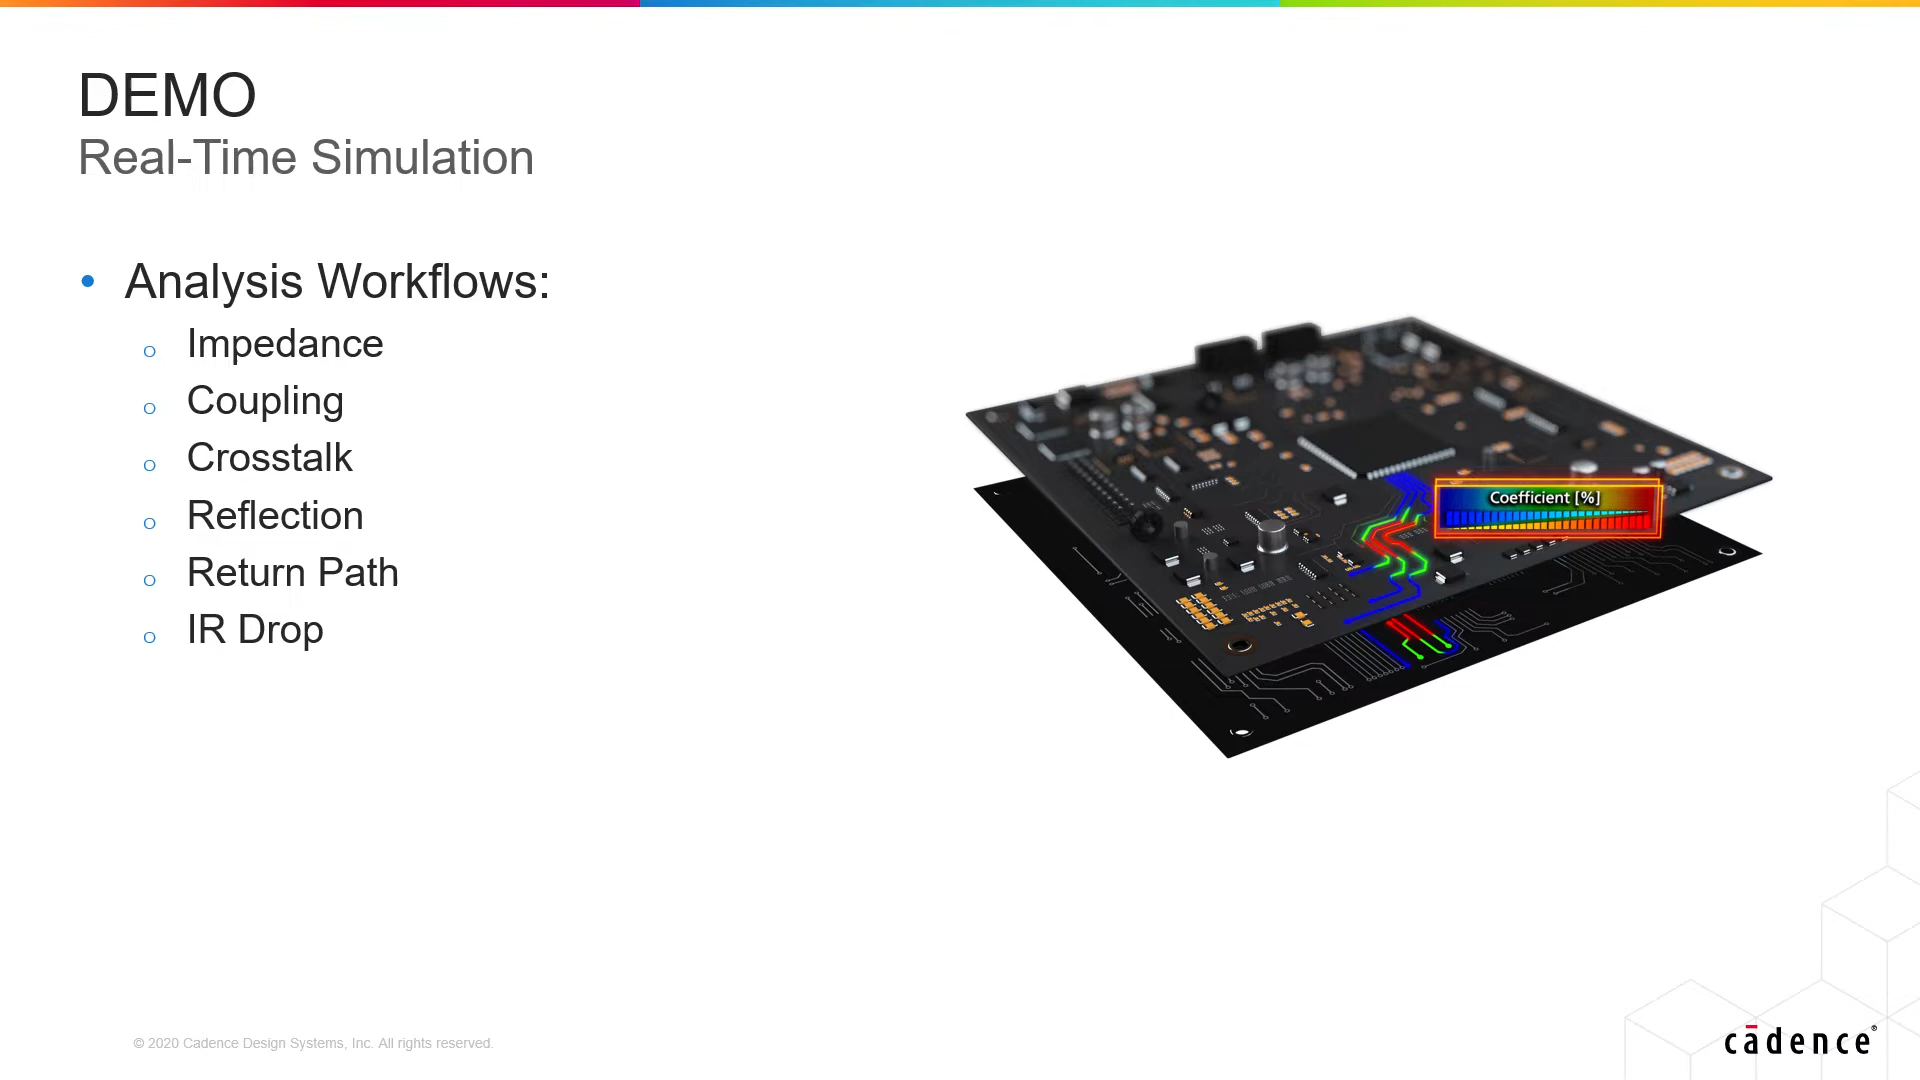 DEMO
Real-Time Simulation
• Analysis Workflows:
o Impedance
o Coupling
o Crosstalk
o Reflection
o Return Path
o IR Drop
Coefficient [%]
© 2020 Cadence Design Systems, Inc. All rights reserved.
cādence®